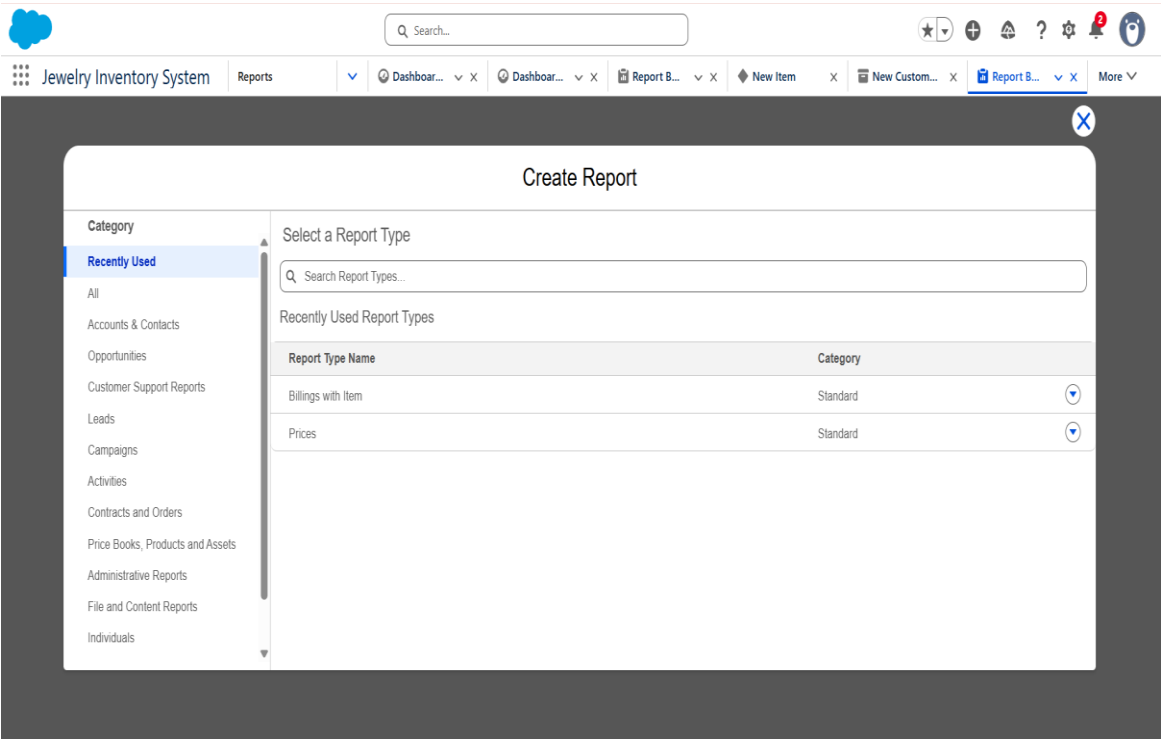 Search...
2
Jewelry Inventory System Reports Dashboar... X Dashboar... X Report B... X New Item X New Custom... X Report B... X More
X
Create Report
Category
Recently Used
All
Accounts & Contacts
Opportunities
Customer Support Reports
Leads
Campaigns
Activities
Contracts and Orders
Price Books, Products and Assets
Administrative Reports
File and Content Reports
Individuals
Select a Report Type
Search Report Types...
Recently Used Report Types
Report Type Name Category
Billings with Item Standard
Prices Standard